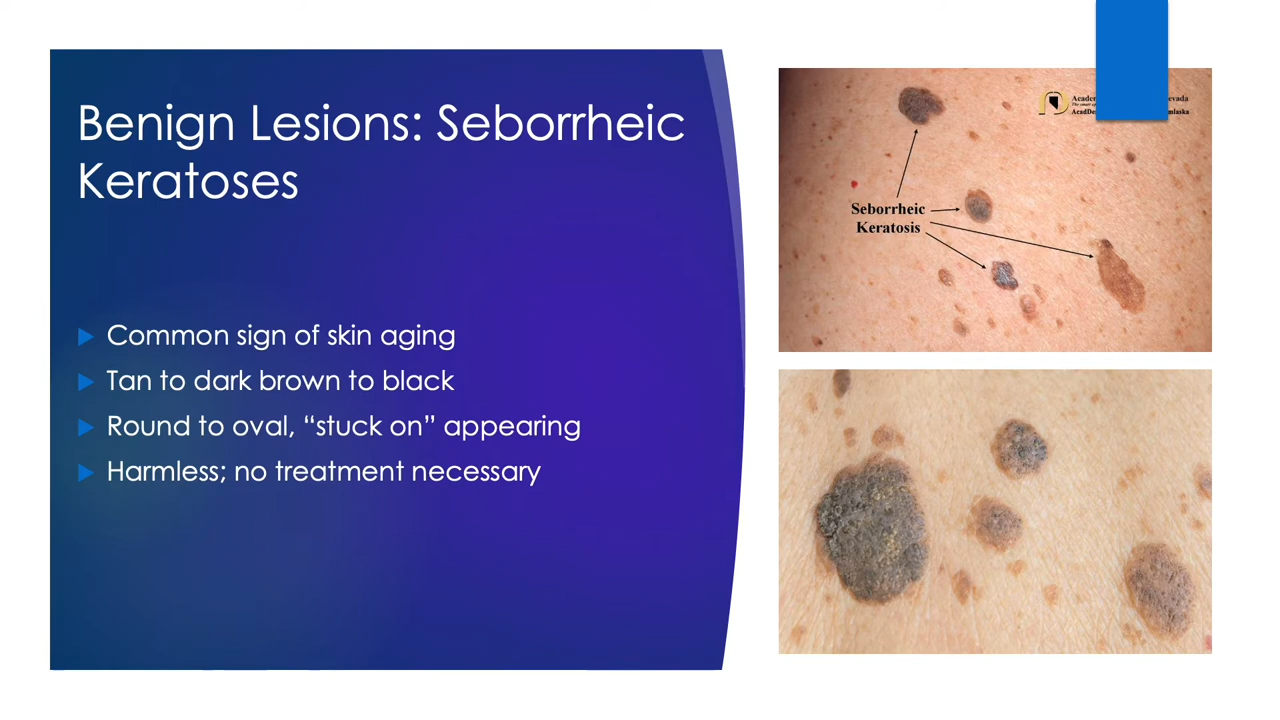 Benign Lesions: Seborrheic
Keratoses
Common sign of skin aging
Tan to dark brown to black
Round to oval, “stuck on” appearing
Harmless; no treatment necessary
Seborrheic
Keratosis